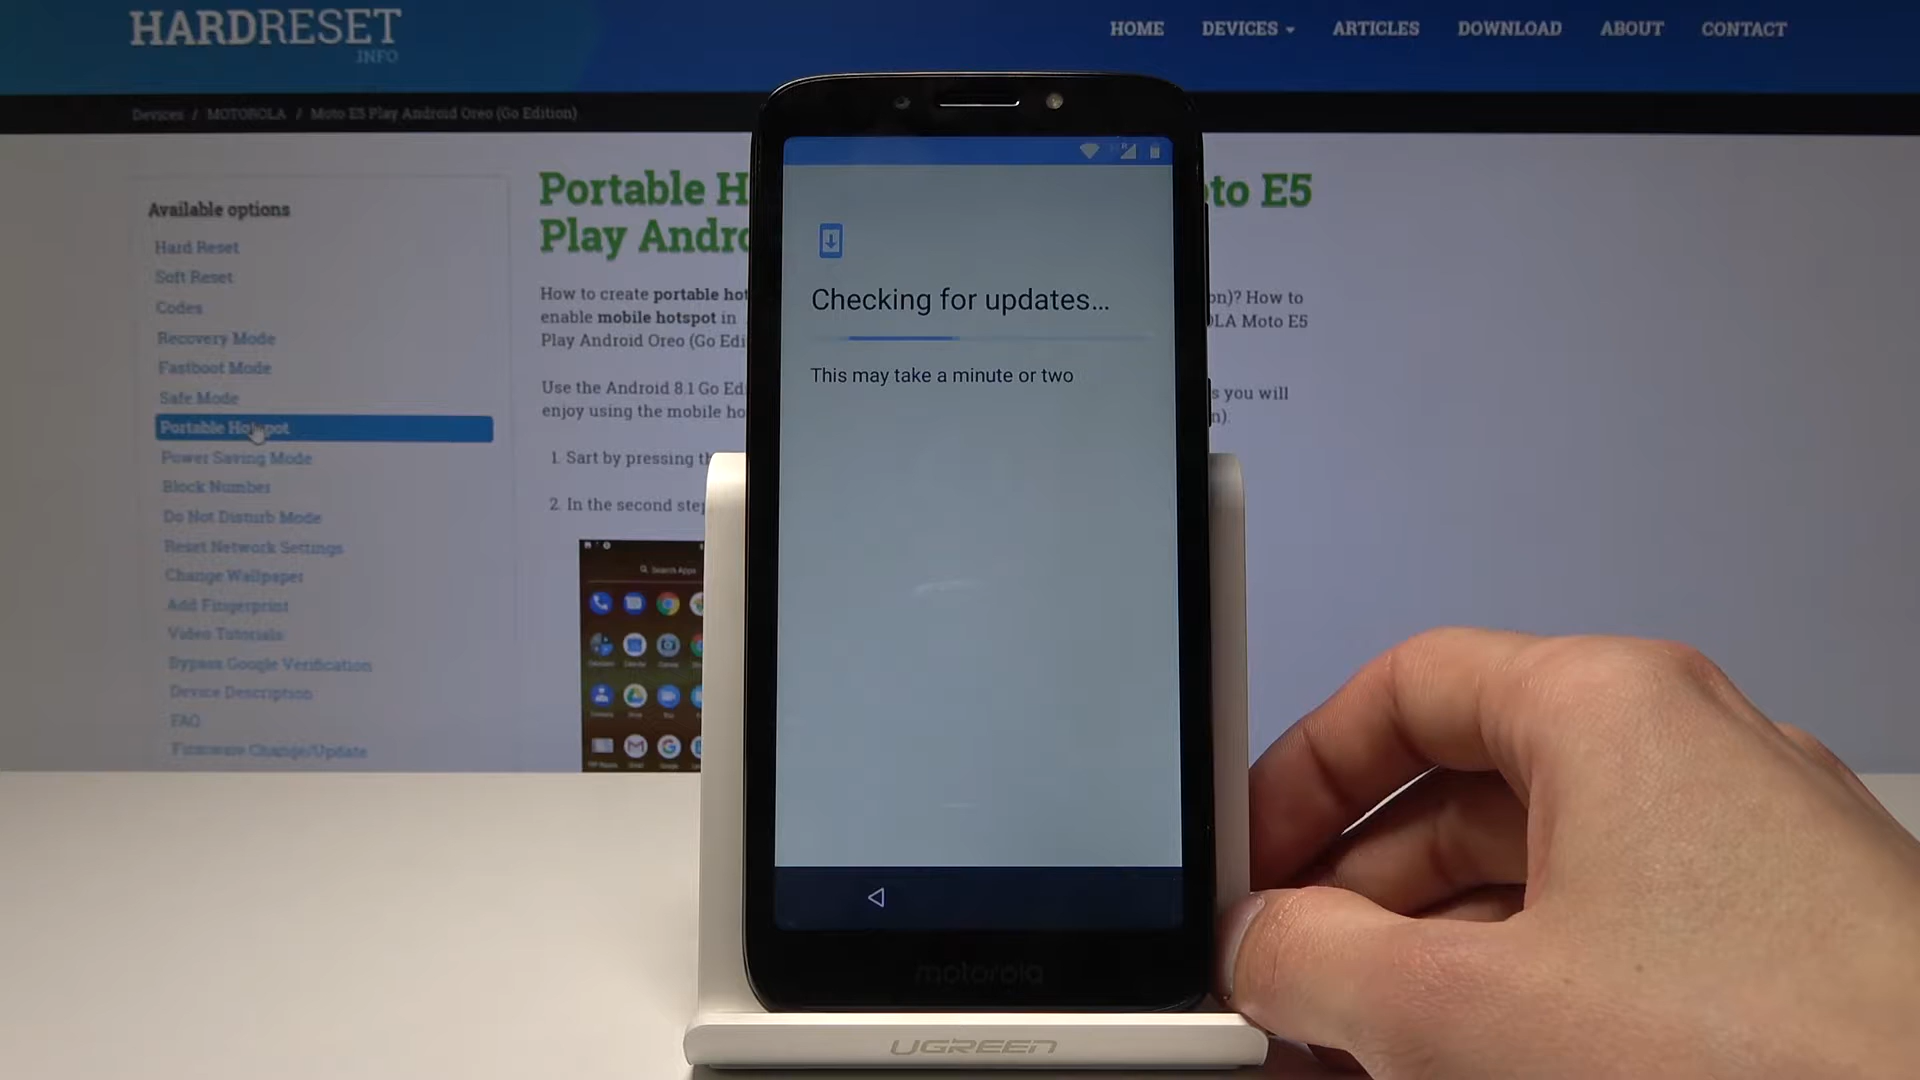 HARDRESET
INFO
HOME DEVICES ARTICLES DOWNLOAD ABOUT CONTACT
Devices / MOTOROLA / Moto E5 Play Android Oreo (Go Edition)
Available options
Hard Reset
Soft Reset
Codes
Recovery Mode
Fastboot Mode
Safe Mode
Portable Hotspot
Power Saving Mode
Block Number
Do Not Disturb Mode
Reset Network Settings
Change Wallpaper
Add Fingerprint
Video Tutorials
Bypass Google Verification
Device Description
FAQ
Firmware Change/Update
Portable H to E5
Play Andro
How to create portable hot on)? How to
enable mobile hotspot in OLA Moto E5
Play Android Oreo (Go Edi
Use the Android 8.1 Go Ed s you will
enjoy using the mobile ho n).
1. Sart by pressing th
2. In the second step
Search Apps
Checking for updates...
This may take a minute or two
motorola
UGREEN